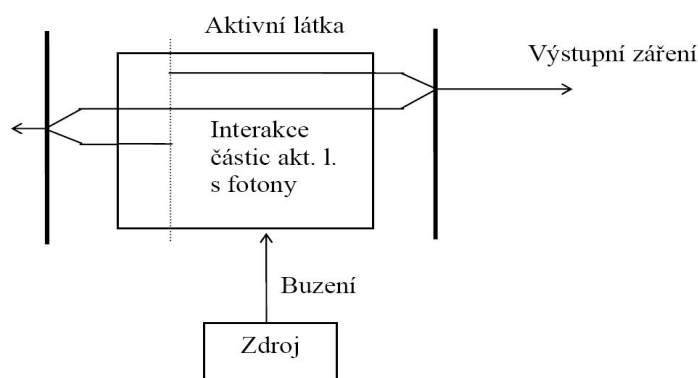 Aktivní látka
Výstupní záření
Interakce
částic akt. l.
s fotony
Buzení
Zdroj